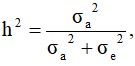 h² = σₐ² / (σₐ² + σₑ²),